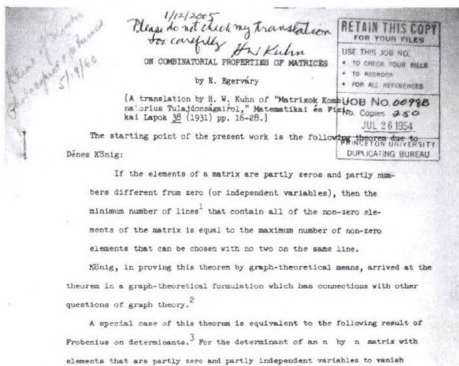 1/12/2005
Please do not check my translation
too carefully
H W Kuhn
5/9/60
RETAIN THIS COPY
FOR YOUR FILES
USE THIS JOB NO.
• TO CHECK YOUR BILLS
• TO REORDER
• FOR ALL REFERENCES
JOB No. 0098B
No. Copies 250
JUL 26 1954
PRINCETON UNIVERSITY
DUPLICATING BUREAU
ON COMBINATORIAL PROPERTIES OF MATRICES
by E. Egerváry
[A translation by H. W. Kuhn of "Matrixok Kombi-
natorius Tulajdonságairol," Matematikai és Fizi-
kai Lapok 38 (1931) pp. 16-28.]
The starting point of the present work is the following theorem due to
Dénes König:
If the elements of a matrix are partly zeros and partly num-
bers different from zero (or independent variables), then the
minimum number of lines1 that contain all of the non-zero ele-
ments of the matrix is equal to the maximum number of non-zero
elements that can be chosen with no two on the same line.
König, in proving this theorem by graph-theoretical means, arrived at the
theorem in a graph-theoretical formulation which has connections with other
questions of graph theory.2
A special case of this theorem is equivalent to the following result of
Frobenius on determinants.3 For the determinant of an n by n matrix with
elements that are partly zero and partly independent variables to vanish